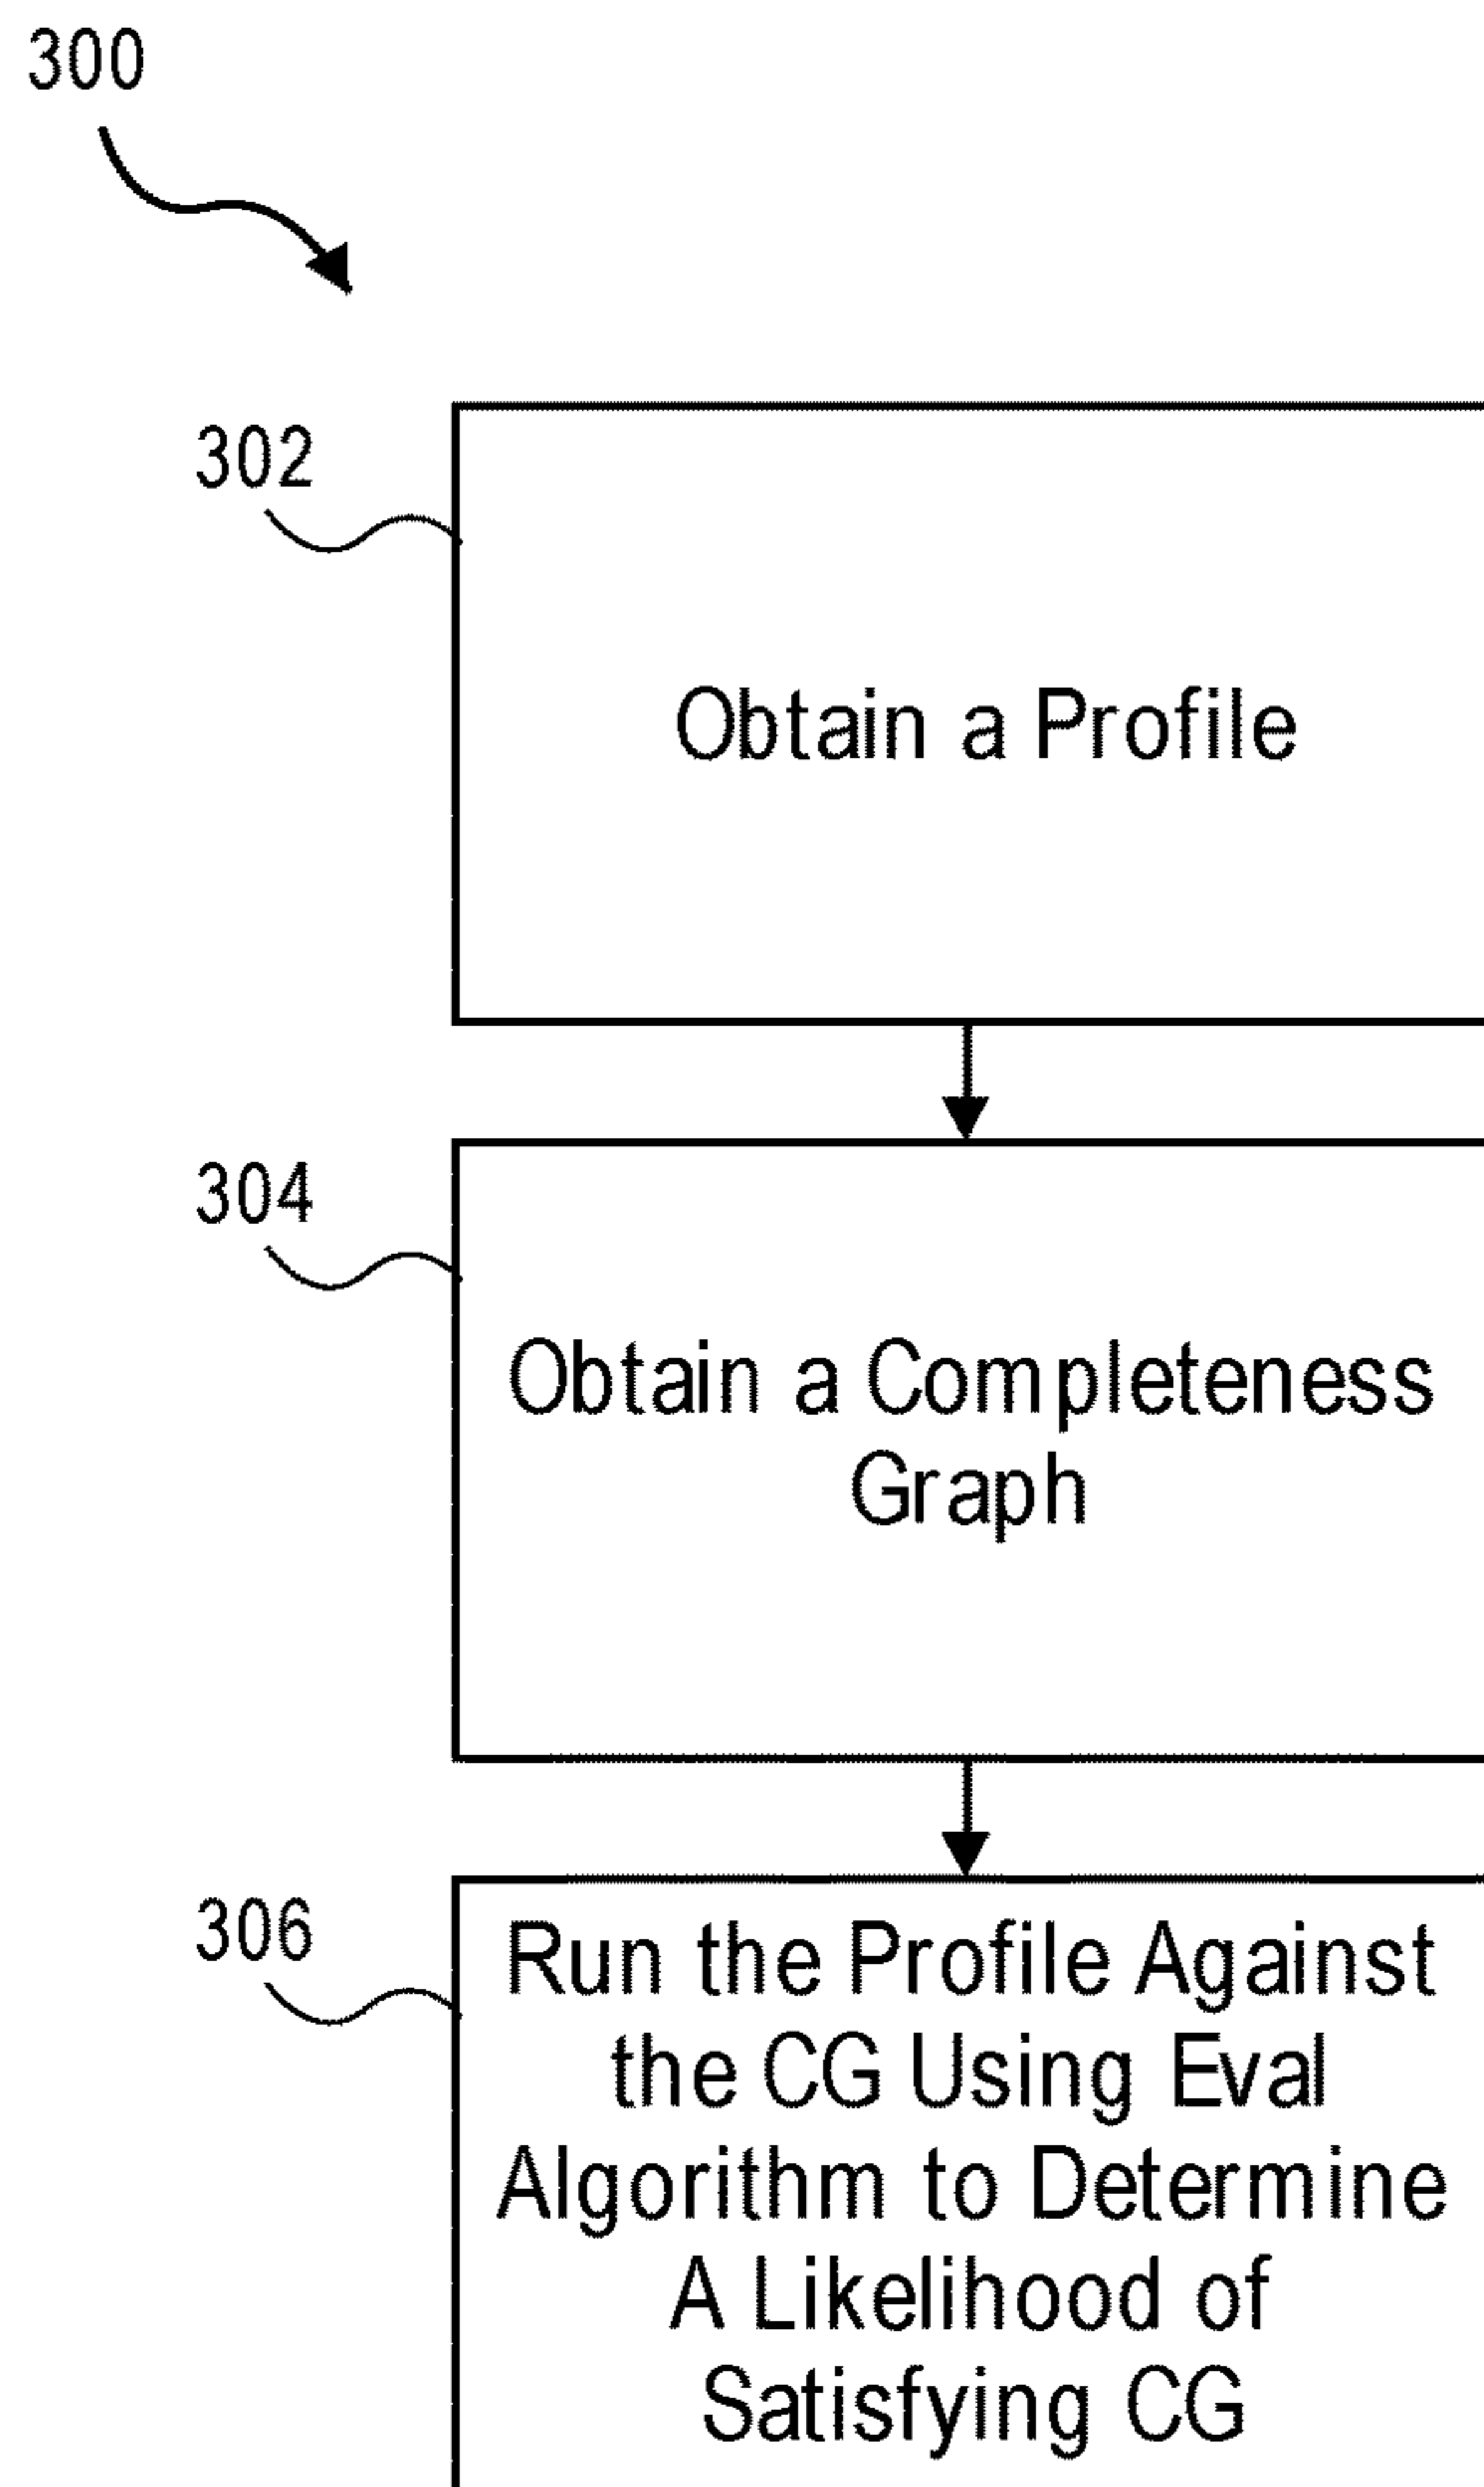 300
302
Obtain a Profile
304
Obtain a Completeness
Graph
306
Run the Profile Against
the CG Using Eval
Algorithm to Determine
A Likelihood of
Satisfying CG